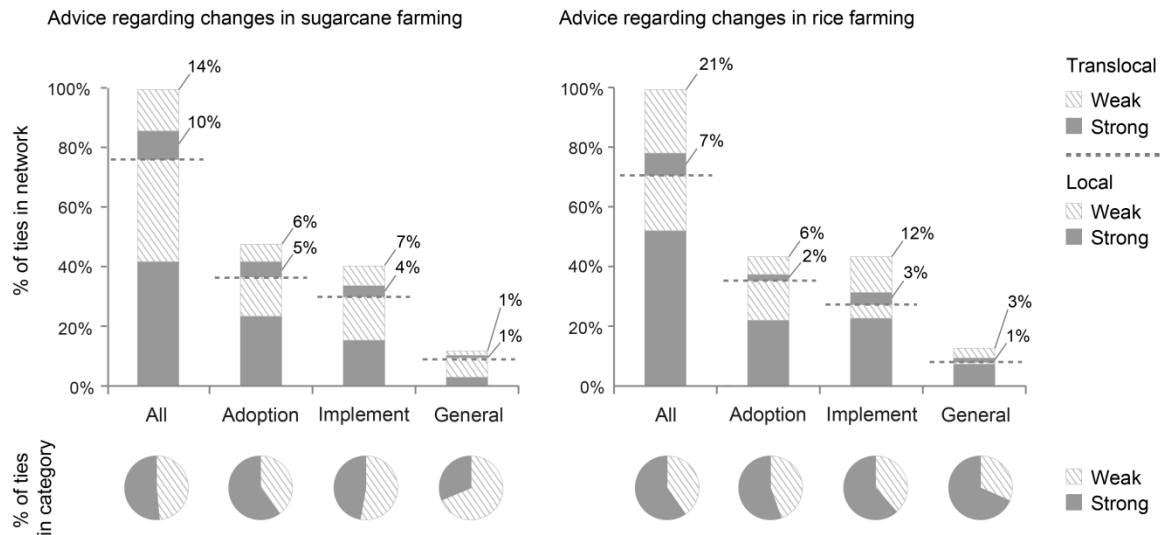 Advice regarding changes in sugarcane farming
% of ties in network
100%
80%
60%
40%
20%
0%
14%
10%
6%
5%
7%
4%
1%
1%
All
Adoption
Implement
General
Advice regarding changes in rice farming
100%
80%
60%
40%
20%
0%
21%
7%
6%
2%
12%
3%
3%
1%
All
Adoption
Implement
General
Translocal
Weak
Strong
Local
Weak
Strong
% of ties
in category
Weak
Strong